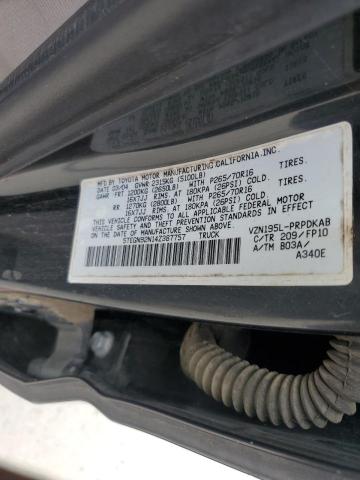 MFD. BY TOYOTA MOTOR MANUFACTURING CALIFORNIA, INC.
DATE 03/04 GVWR 2315KG (5100LB)
GAWR FRT 1200KG (2650LB) WITH P265/70R16 TIRES.
16X7JJ RIMS AT 180KPA (26PSI) COLD.
RR 1270KG (2800LB) WITH P265/70R16 TIRES.
16X7JJ RIMS AT 180KPA (26PSI) COLD.
THIS VEHICLE CONFORMS TO ALL APPLICABLE FEDERAL MOTOR VEHICLE SAFETY STANDARDS IN EFFECT ON THE DATE OF MANUFACTURE SHOWN ABOVE.
5TEGN92N14Z367757 TRUCK
VZN195L-PRPDKAB
C/TR 209/FP10
A/TM B03A/
A340E